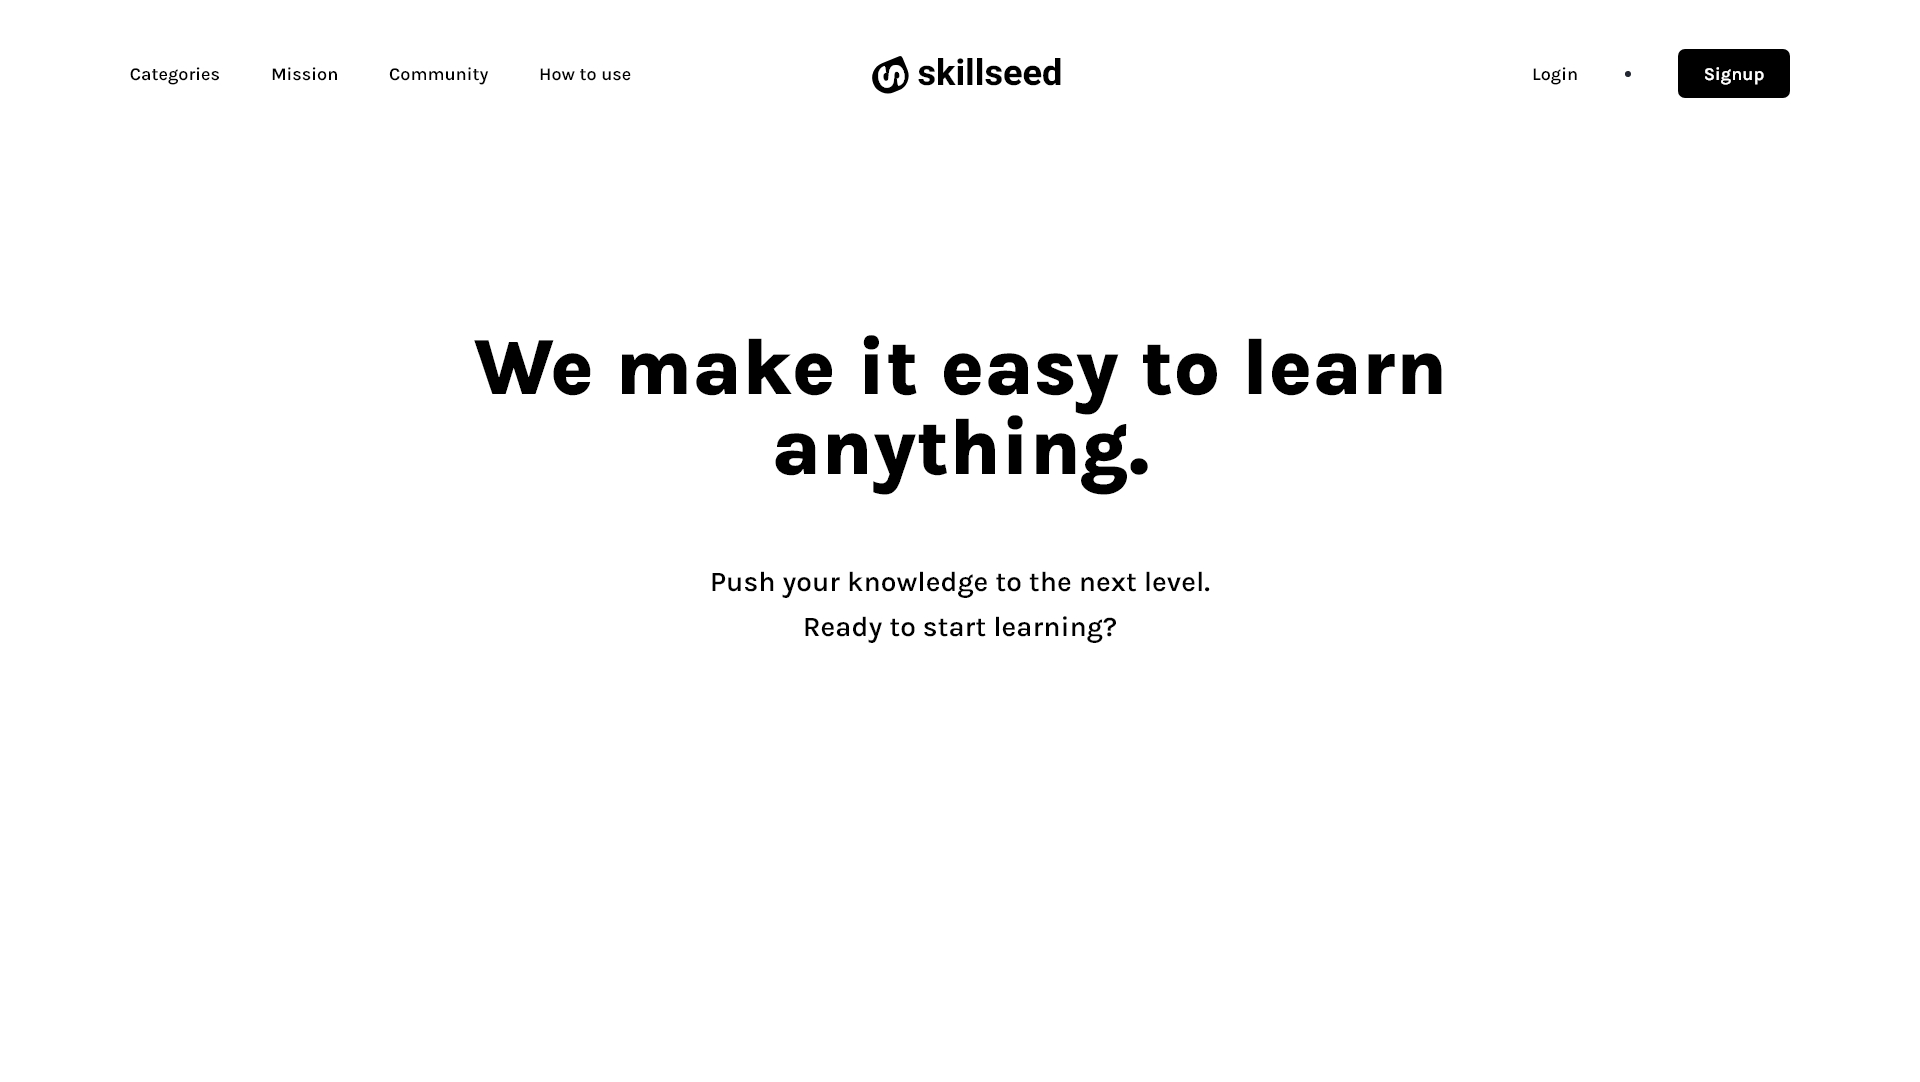 Categories
Mission
Community
How to use
skillseed
Login
Signup
We make it easy to learn
anything.
Push your knowledge to the next level.
Ready to start learning?